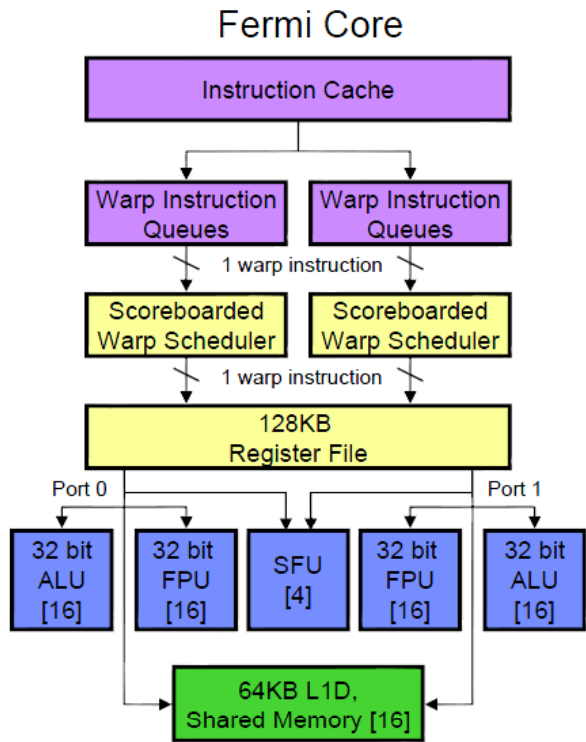 Fermi Core
Instruction Cache
Warp Instruction
Queues
Warp Instruction
Queues
1 warp instruction
Scoreboarded
Warp Scheduler
Scoreboarded
Warp Scheduler
1 warp instruction
128KB
Register File
Port 0
Port 1
32 bit
ALU
[16]
32 bit
FPU
[16]
SFU
[4]
32 bit
FPU
[16]
32 bit
ALU
[16]
64KB L1D,
Shared Memory [16]